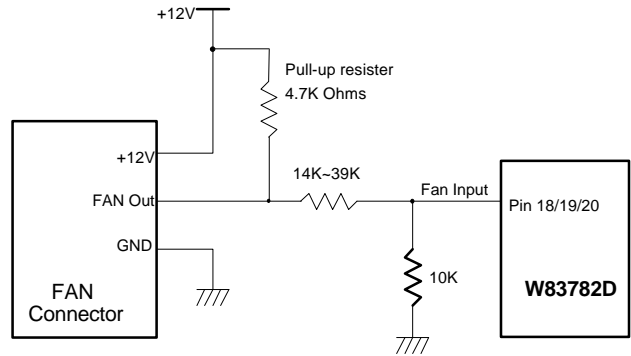 +12V
Pull-up resister
4.7K Ohms
+12V
14K~39K
FAN Out
Fan Input
Pin 18/19/20
GND
10K
W83782D
FAN
Connector